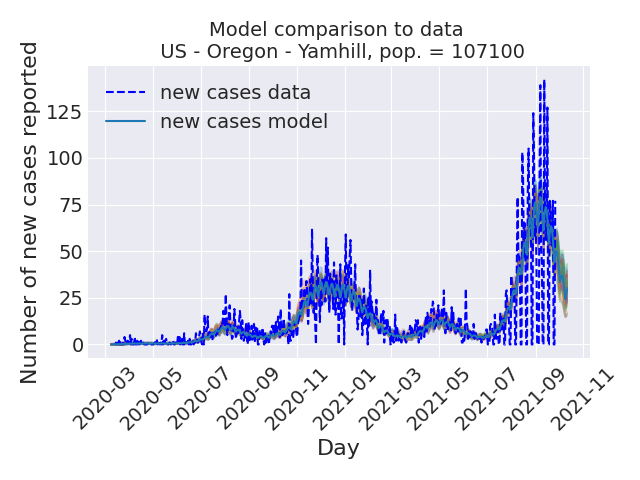 Model comparison to data
US - Oregon - Yamhill, pop. = 107100
Number of new cases reported
new cases data
new cases model
125
100
75
50
25
0
2020-03
2020-05
2020-07
2020-09
2020-11
2021-01
2021-03
2021-05
2021-07
2021-09
2021-11
Day